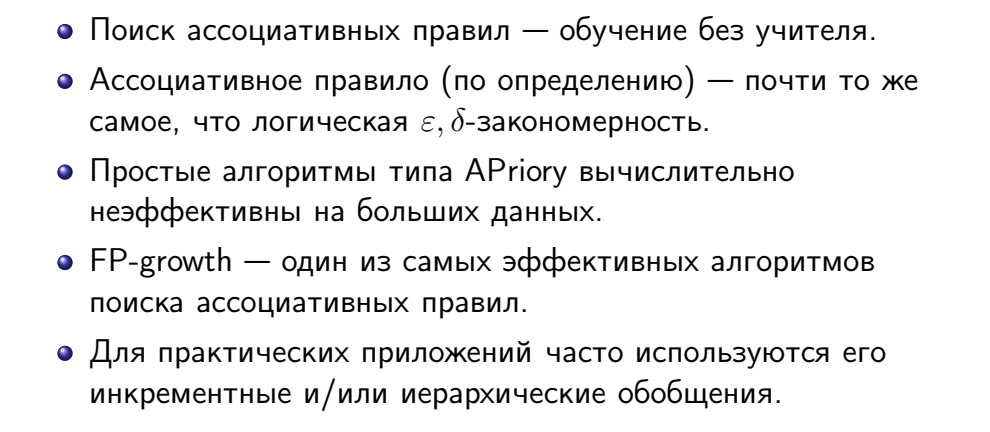 Поиск ассоциативных правил — обучение без учителя.
Ассоциативное правило (по определению) — почти то же
самое, что логическая ε, δ-закономерность.
Простые алгоритмы типа APriory вычислительно
неэффективны на больших данных.
FP-growth — один из самых эффективных алгоритмов
поиска ассоциативных правил.
Для практических приложений часто используются его
инкрементные и/или иерархические обобщения.